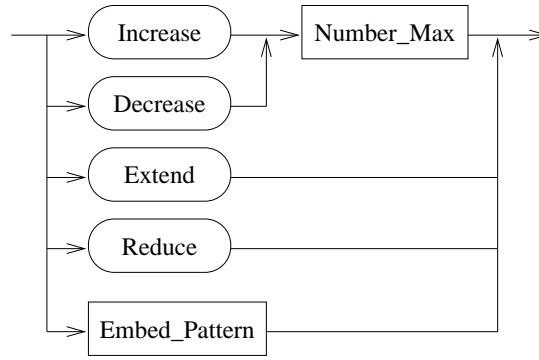 Increase
Number_Max
Decrease
Extend
Reduce
Embed_Pattern